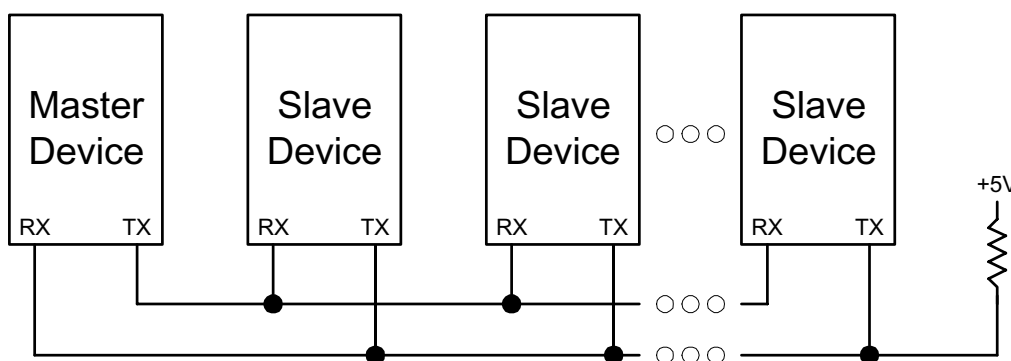 Master
Device
Slave
Device
Slave
Device
Slave
Device
+5V
RX TX
RX TX
RX TX
RX TX